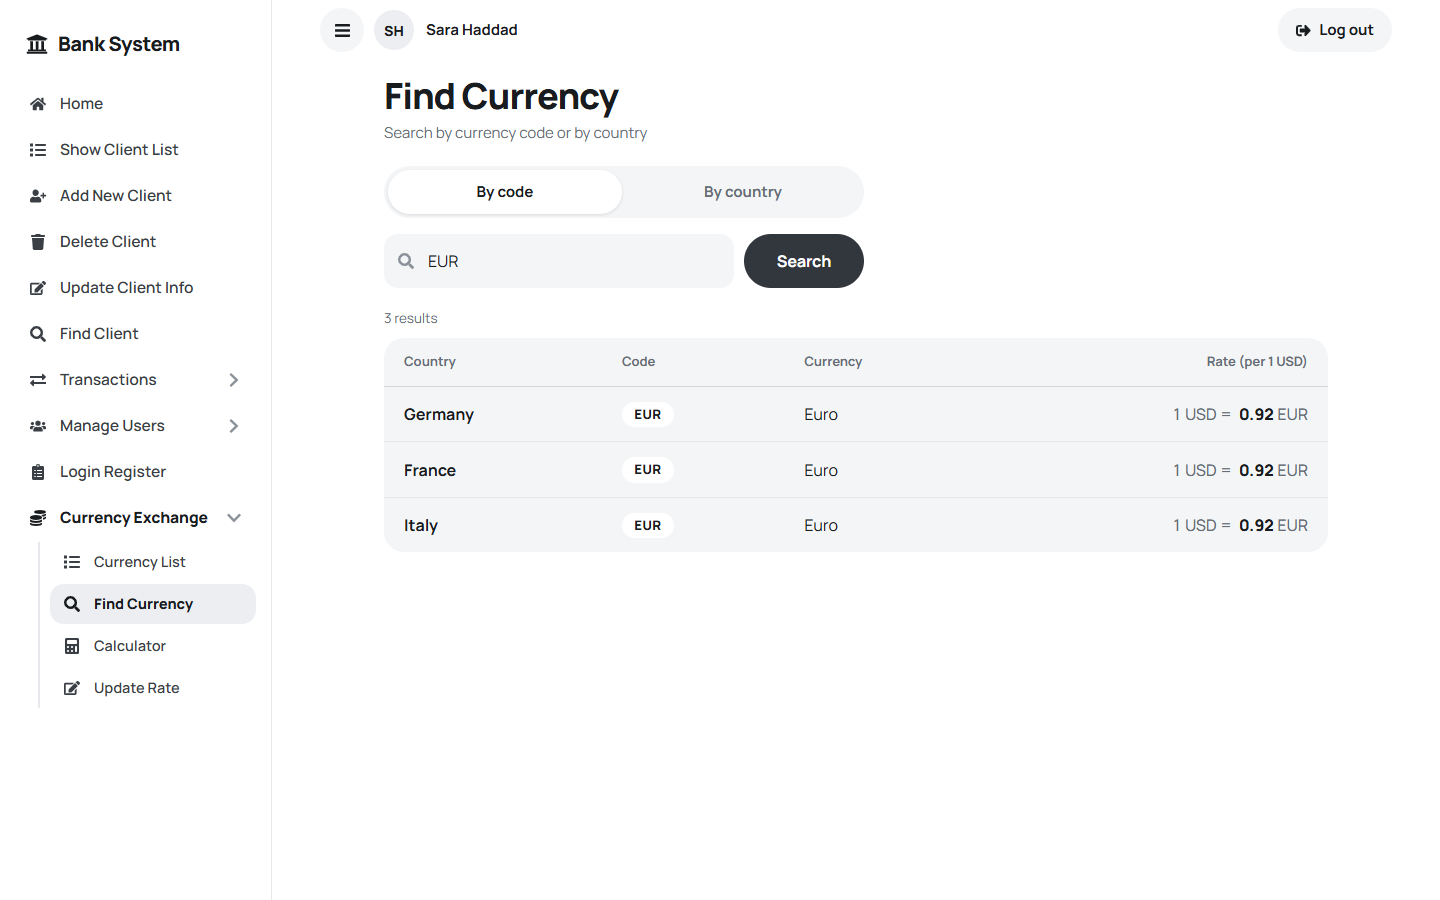 Bank System
Home
Show Client List
Add New Client
Delete Client
Update Client Info
Find Client
Transactions
Manage Users
Login Register
Currency Exchange
Currency List
Find Currency
Calculator
Update Rate
SH Sara Haddad
Log out
Find Currency
Search by currency code or by country
By code By country
EUR Search
3 results
Country Code Currency Rate (per 1 USD)
Germany EUR Euro 1 USD = 0.92 EUR
France EUR Euro 1 USD = 0.92 EUR
Italy EUR Euro 1 USD = 0.92 EUR